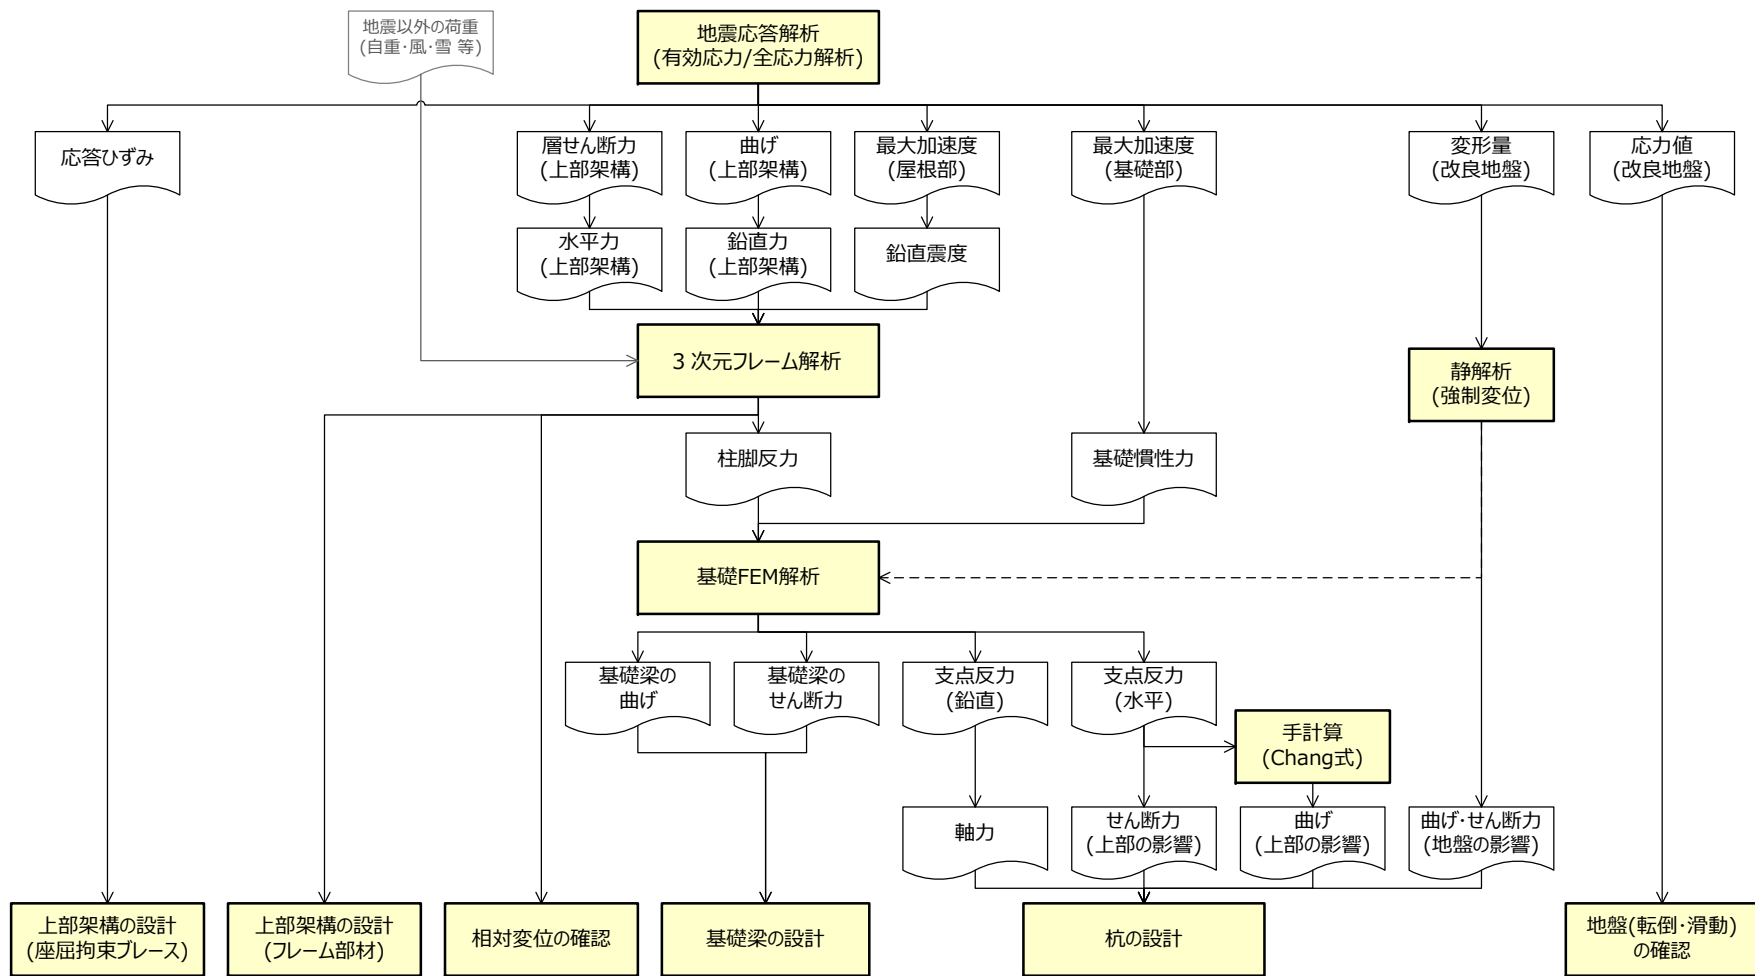 地震以外の荷重
(自重・風・雪 等)
地震応答解析
(有効応力/全応力解析)
応答ひずみ
層せん断力
(上部架構)
曲げ
(上部架構)
最大加速度
(屋根部)
最大加速度
(基礎部)
変形量
(改良地盤)
応力値
(改良地盤)
水平力
(上部架構)
鉛直力
(上部架構)
鉛直震度
3 次元フレーム解析
静解析
(強制変位)
柱脚反力
基礎慣性力
基礎FEM解析
基礎梁の
曲げ
基礎梁の
せん断力
支点反力
(鉛直)
支点反力
(水平)
手計算
(Chang式)
軸力
せん断力
(上部の影響)
曲げ
(上部の影響)
曲げ・せん断力
(地盤の影響)
上部架構の設計
(座屈拘束ブレース)
上部架構の設計
(フレーム部材)
相対変位の確認
基礎梁の設計
杭の設計
地盤(転倒・滑動)
の確認